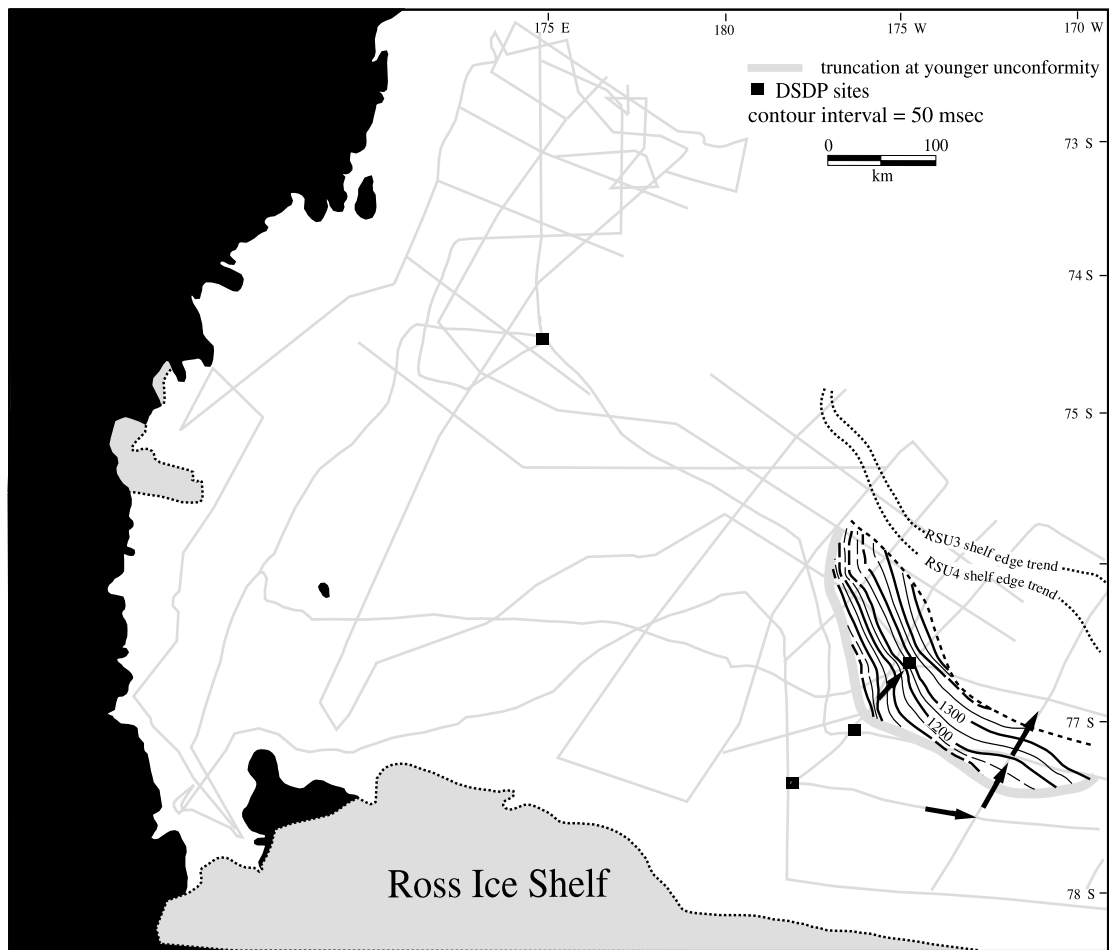 175 E
180
175 W
170 W
truncation at younger unconformity
DSDP sites
contour interval = 50 msec
0
100
km
73 S
74 S
75 S
RSU3 shelf edge trend
RSU4 shelf edge trend
1300
1200
77 S
78 S
Ross Ice Shelf